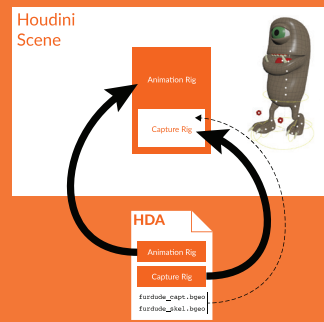 Houdini
Scene
Animation Rig
Capture Rig
HDA
Animation Rig
Capture Rig
furdude_capt.bgeo
furdude_skel.bgeo